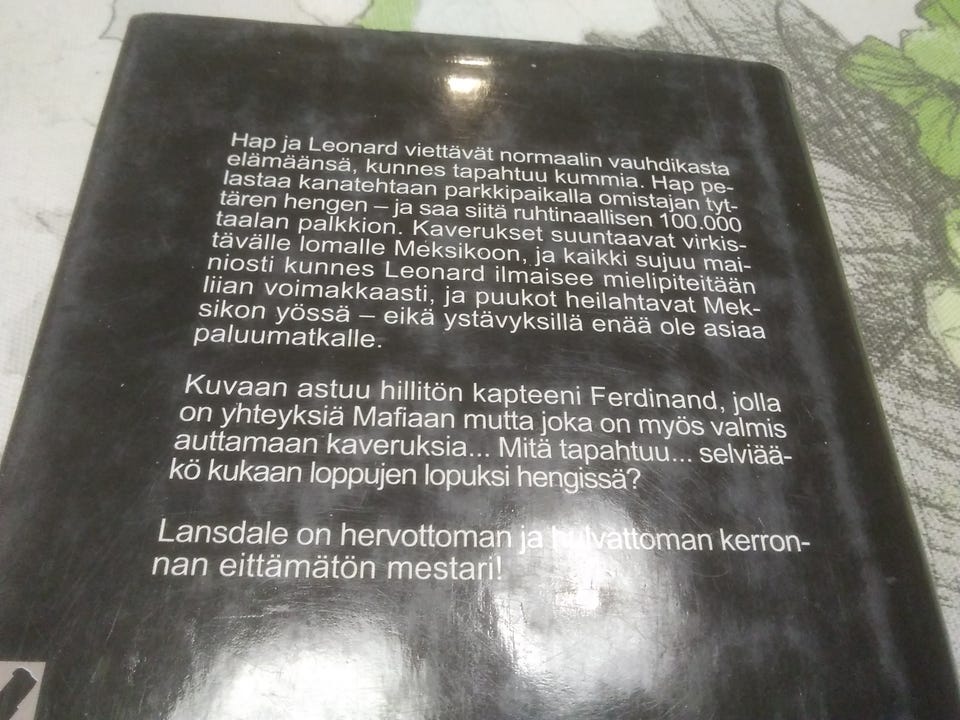 Hap ja Leonard viettävät normaalin vauhdikasta
elämäänsä, kunnes tapahtuu kummia. Hap pe-
lastaa kanatehtaan parkkipaikalla omistajan tyt-
tären hengen – ja saa siitä ruhtinaallisen 100.000
taalan palkkion. Kaverukset suuntaavat virkis-
tävälle lomalle Meksikoon, ja kaikki sujuu mai-
niosti kunnes Leonard ilmaisee mielipiteitään
liian voimakkaasti, ja puukot heilahtavat Mek-
sikon yössä – eikä ystävyksillä enää ole asiaa
paluumatkalle.
Kuvaan astuu hillitön kapteeni Ferdinand, jolla
on yhteyksiä Mafiaan mutta joka on myös valmis
auttamaan kaveruksia... Mitä tapahtuu... selviää-
kö kukaan loppujen lopuksi hengissä?
Lansdale on hervottoman ja hulvattoman kerron-
nan eittämätön mestari!